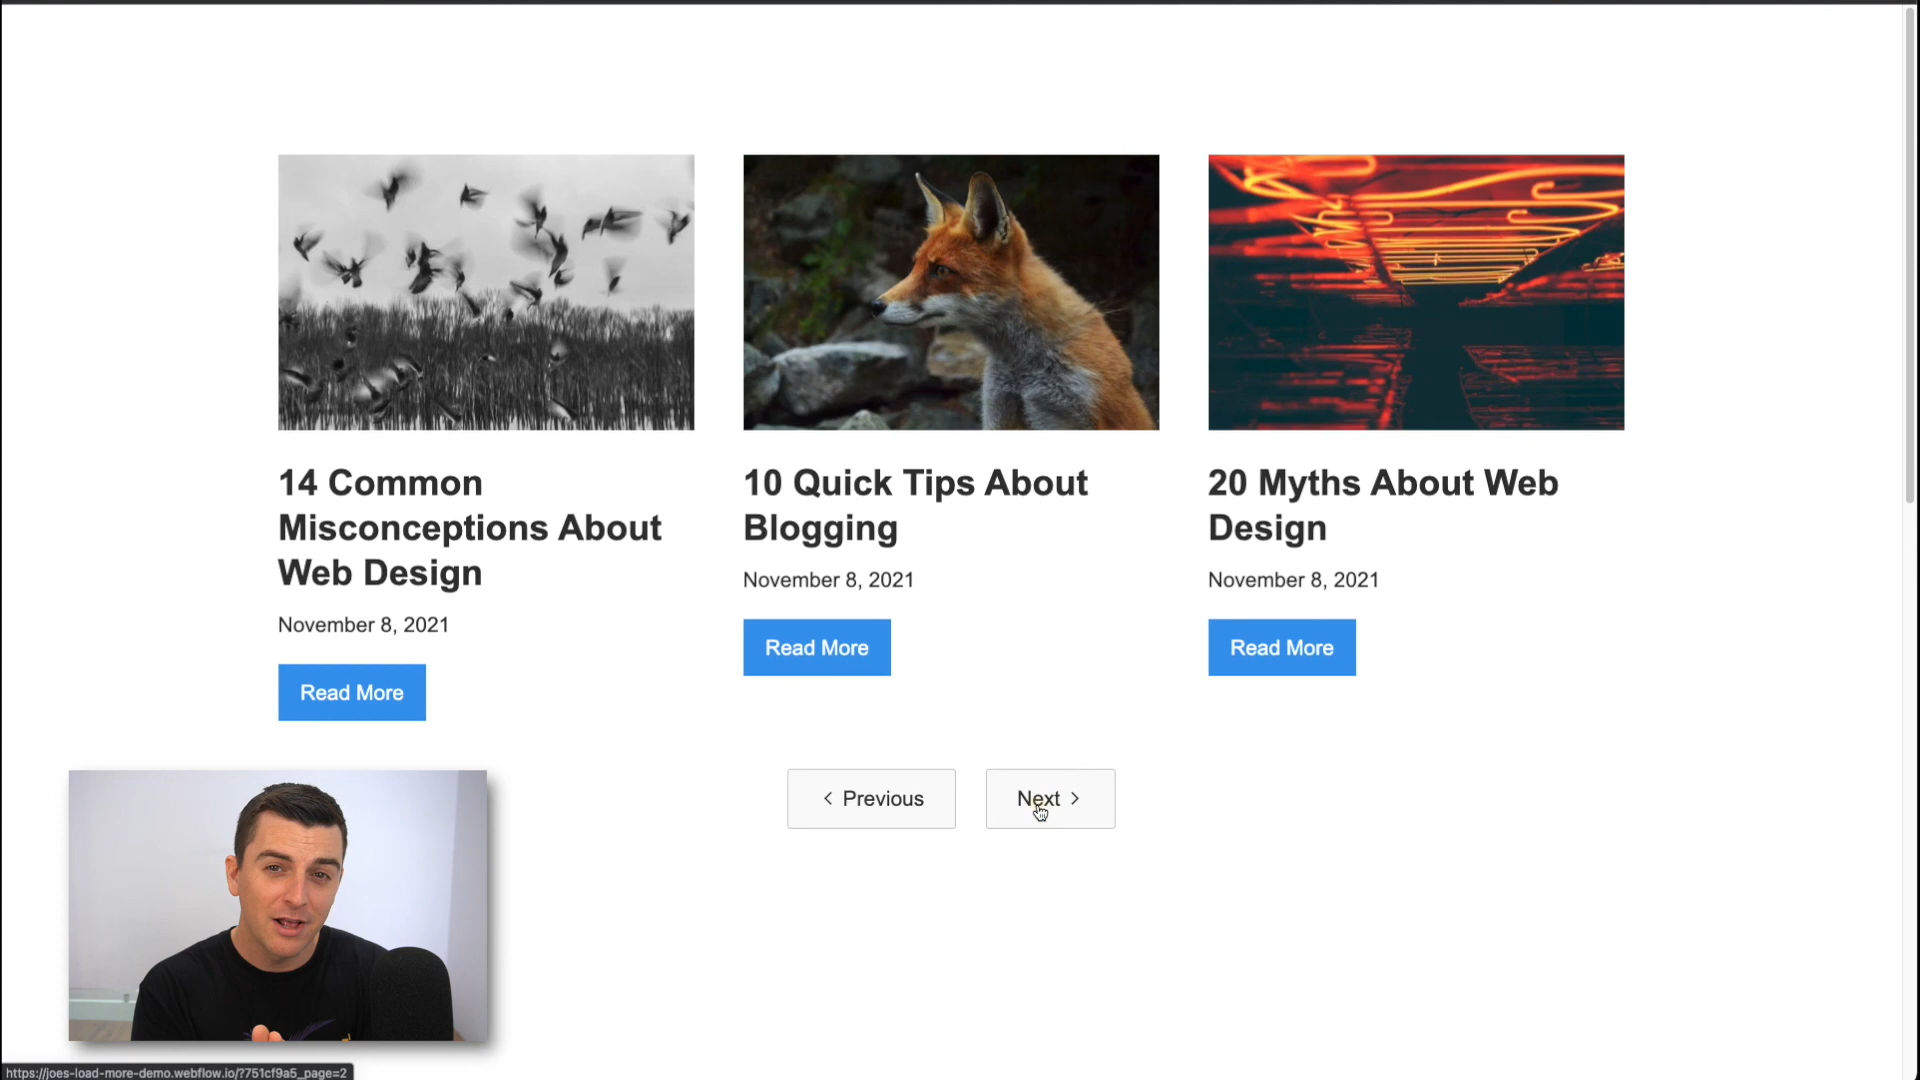 14 Common
Misconceptions About
Web Design
November 8, 2021
Read More
10 Quick Tips About
Blogging
November 8, 2021
Read More
20 Myths About Web
Design
November 8, 2021
Read More
Previous
Next
https://joes-load-more-demo.webflow.io/?751cf9a5_page=2